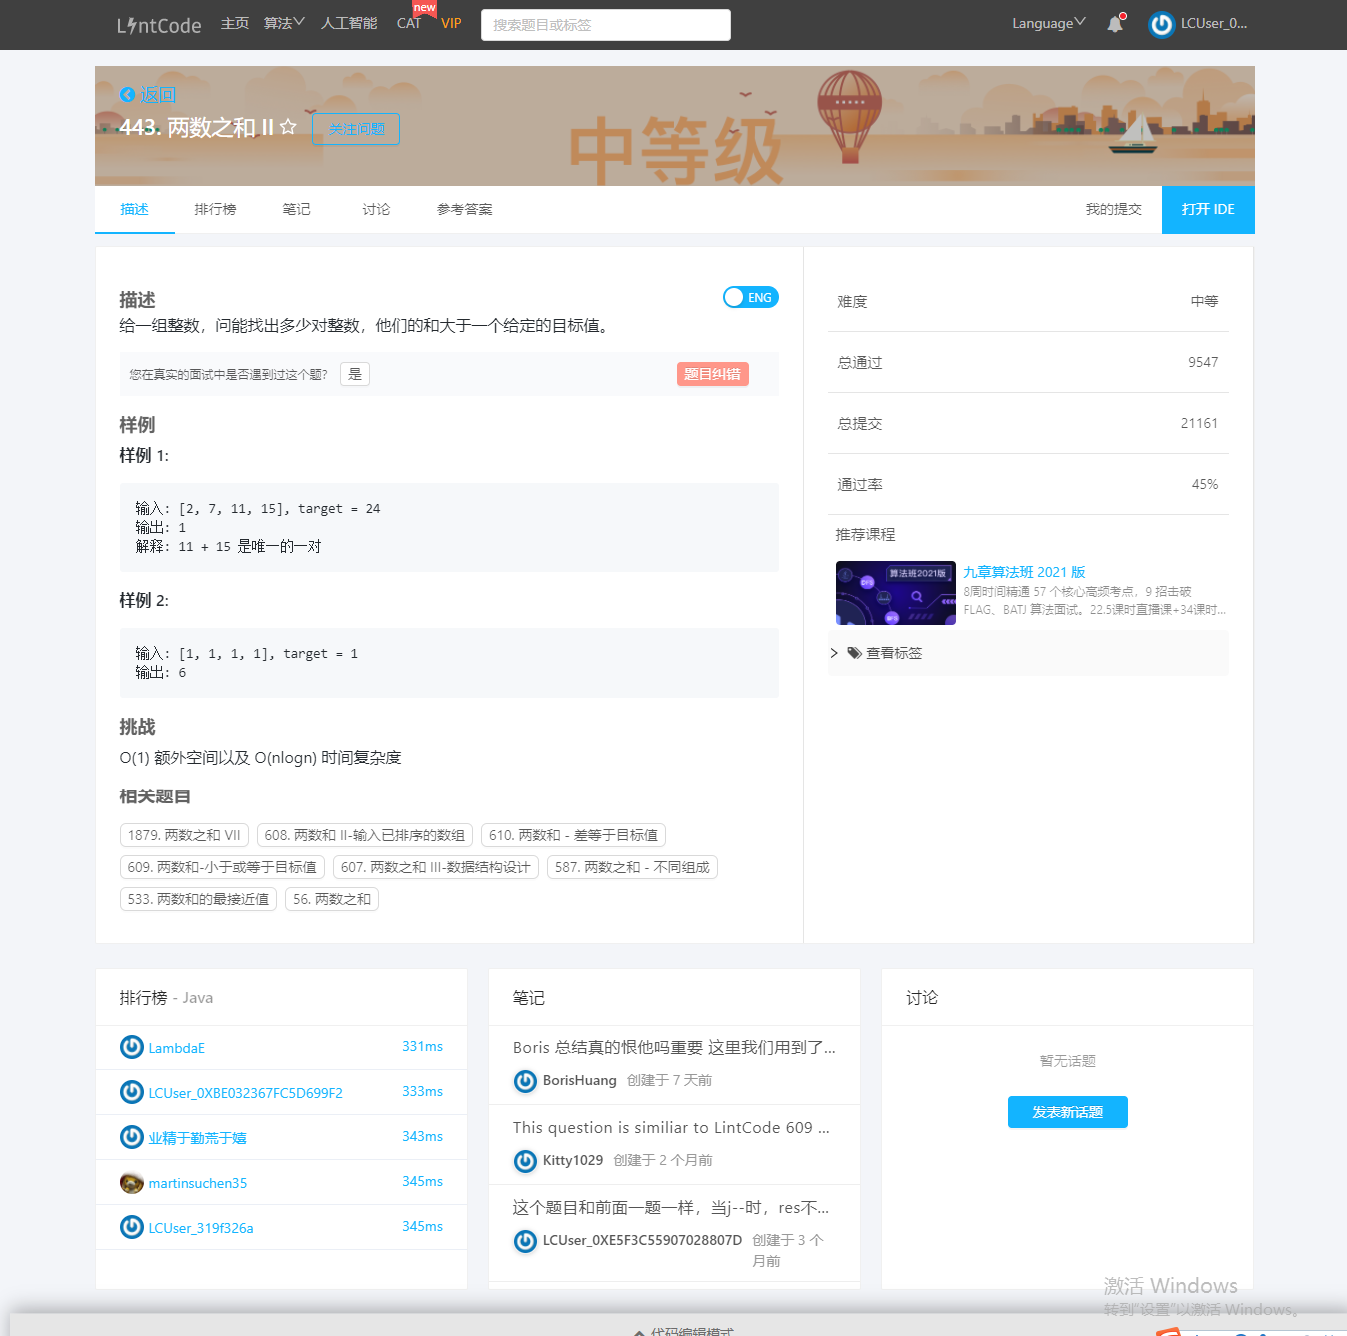 LintCode 主页 算法 人工智能 CAT new VIP 搜索题目或标签 Language LCUser_0...
返回
443. 两数之和 II 关注问题
中等级
描述 排行榜 笔记 讨论 参考答案 我的提交 打开 IDE
描述 ENG
给一组整数，问能找出多少对整数，他们的和大于一个给定的目标值。
您在真实的面试中是否遇到过这个题? 是 题目纠错
样例
样例 1:
输入: [2, 7, 11, 15], target = 24
输出: 1
解释: 11 + 15 是唯一的一对
样例 2:
输入: [1, 1, 1, 1], target = 1
输出: 6
挑战
O(1) 额外空间以及 O(nlogn) 时间复杂度
相关题目
1879. 两数之和 VII 608. 两数和 II-输入已排序的数组 610. 两数和 - 差等于目标值
609. 两数和-小于或等于目标值 607. 两数之和 III-数据结构设计 587. 两数之和 - 不同组成
533. 两数和的最接近值 56. 两数之和
难度 中等
总通过 9547
总提交 21161
通过率 45%
推荐课程
算法班2021版
九章算法班 2021 版
8周时间精通 57 个核心高频考点，9 招击破
FLAG、BATJ 算法面试。22.5课时直播课+34课时...
查看标签
排行榜 - Java
LambdaE 331ms
LCUser_0XBE032367FC5D699F2 333ms
业精于勤荒于嬉 343ms
martinsuchen35 345ms
LCUser_319f326a 345ms
笔记
Boris 总结真的恨他吗重要 这里我们用到了...
BorisHuang 创建于 7 天前
This question is similiar to LintCode 609 ...
Kitty1029 创建于 2 个月前
这个题目和前面一题一样，当j--时，res不...
LCUser_0XE5F3C55907028807D 创建于 3 个
月前
讨论
暂无话题
发表新话题
激活 Windows
转到"设置"以激活 Windows。
代码编辑模式